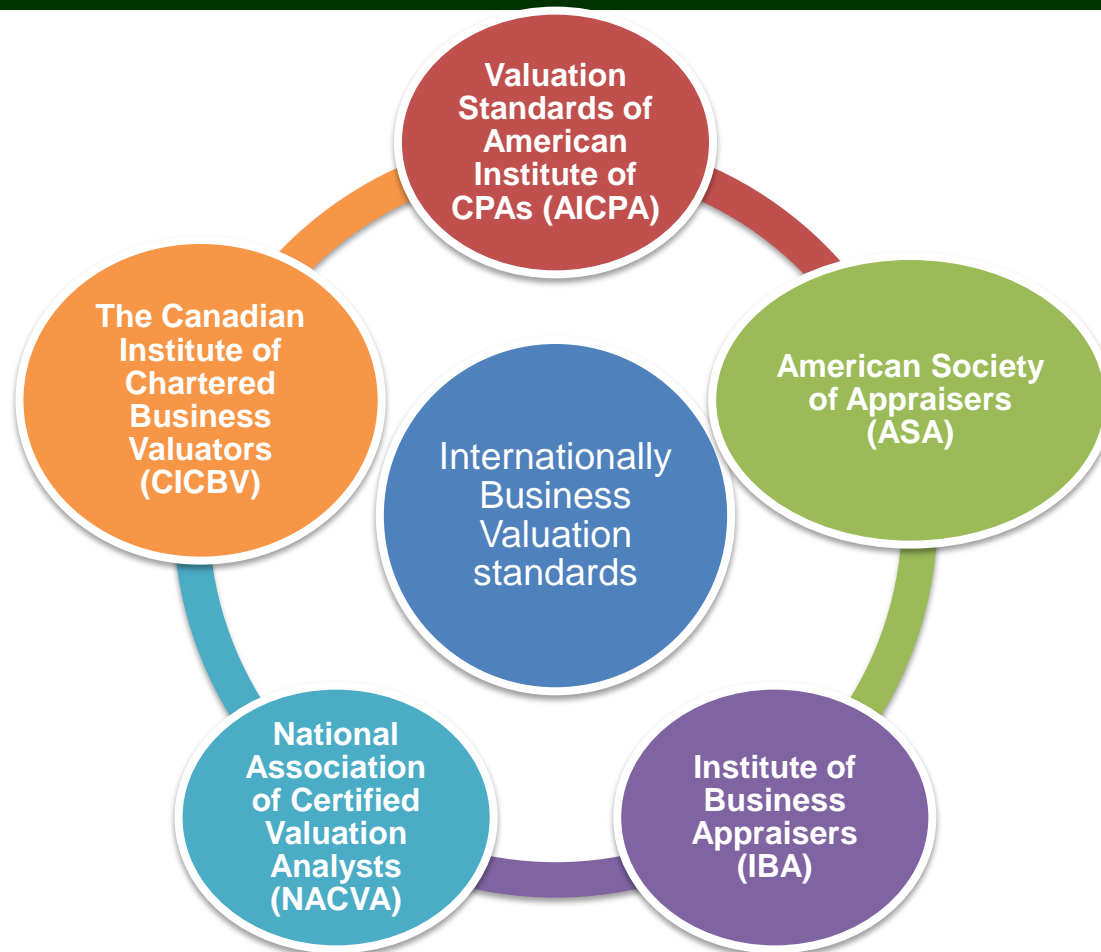 Valuation
Standards of
American
Institute of
CPAs (AICPA)
American Society
of Appraisers
(ASA)
Institute of
Business
Appraisers
(IBA)
National
Association
of Certified
Valuation
Analysts
(NACVA)
The Canadian
Institute of
Chartered
Business
Valuators
(CICBV)
Internationally
Business
Valuation
standards